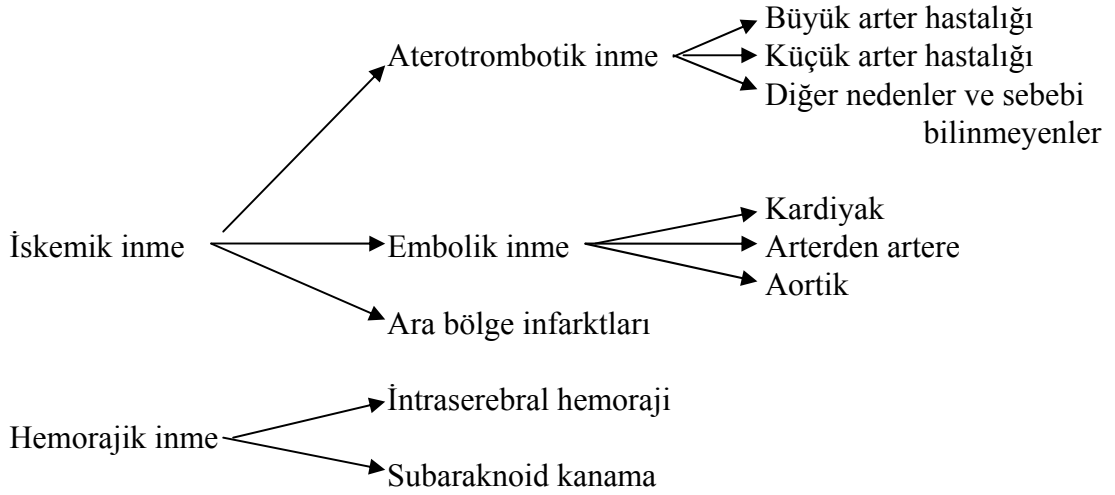 Büyük arter hastalığı
Aterotrombotik inme
Küçük arter hastalığı
Diğer nedenler ve sebebi
bilinmeyenler
Kardiyak
İskemik inme
Embolik inme
Arterden artere
Aortik
Ara bölge infarktları
İntraserebral hemoraji
Hemorajik inme
Subaraknoid kanama